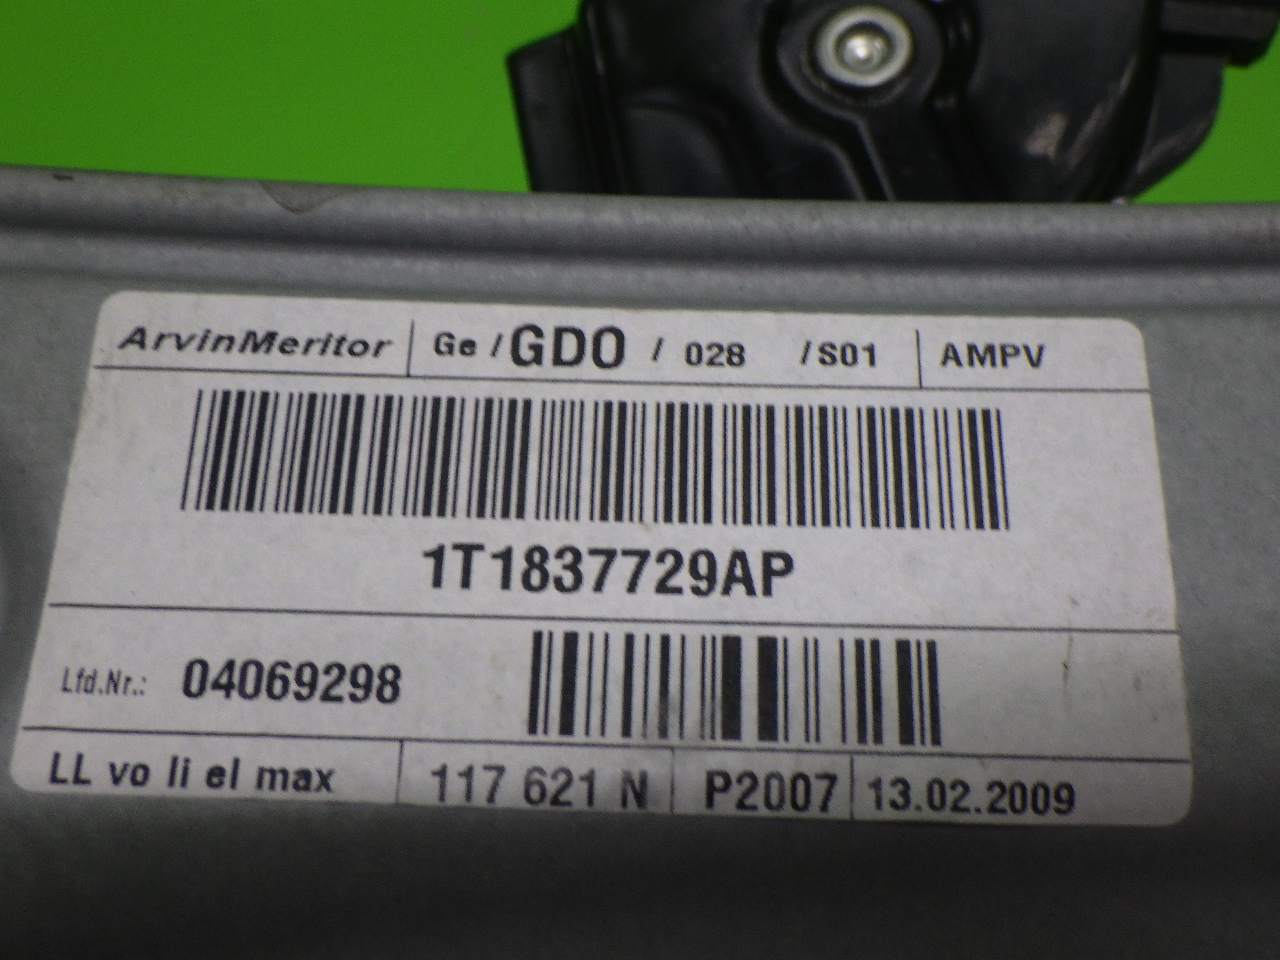 ArvinMeritor Ge / GDO / 028 / S01 AMPV
1T1837729AP
Lfd.Nr.: 04069298
LL vo li el max 117 621 N P2007 13.02.2009